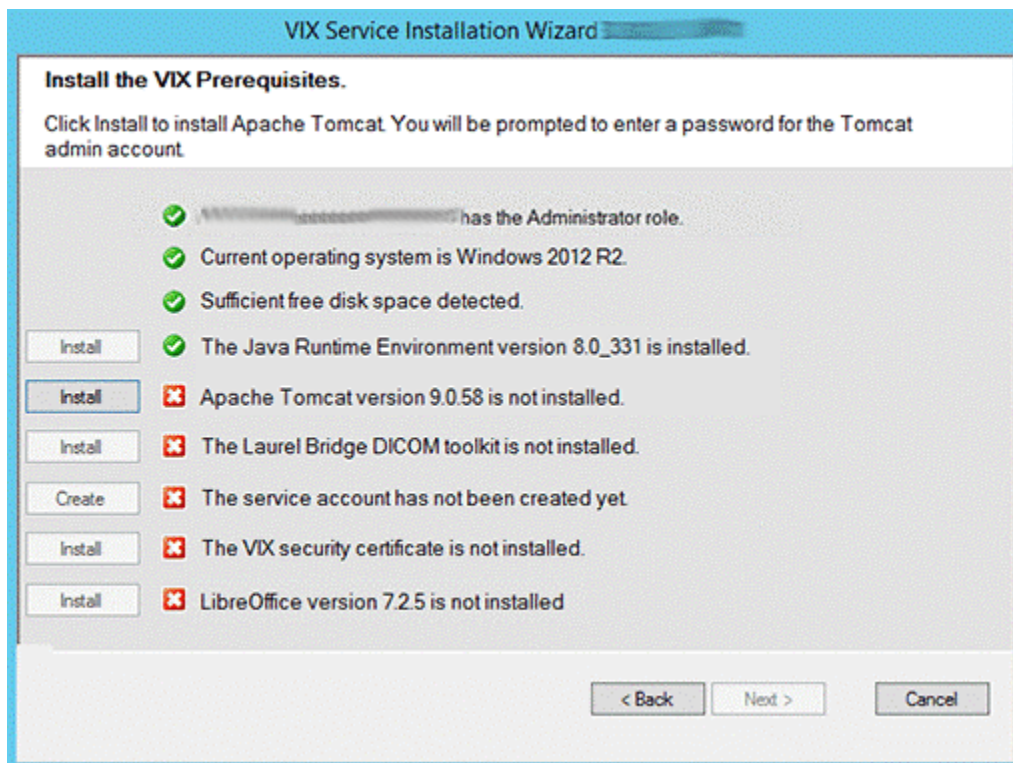 VIX Service Installation Wizard
Install the VIX Prerequisites.
Click Install to install Apache Tomcat. You will be prompted to enter a password for the Tomcat
admin account.
has the Administrator role.
Current operating system is Windows 2012 R2.
Sufficient free disk space detected.
Install The Java Runtime Environment version 8.0_331 is installed.
Install Apache Tomcat version 9.0.58 is not installed.
Install The Laurel Bridge DICOM toolkit is not installed.
Create The service account has not been created yet.
Install The VIX security certificate is not installed.
Install LibreOffice version 7.2.5 is not installed
< Back Next > Cancel